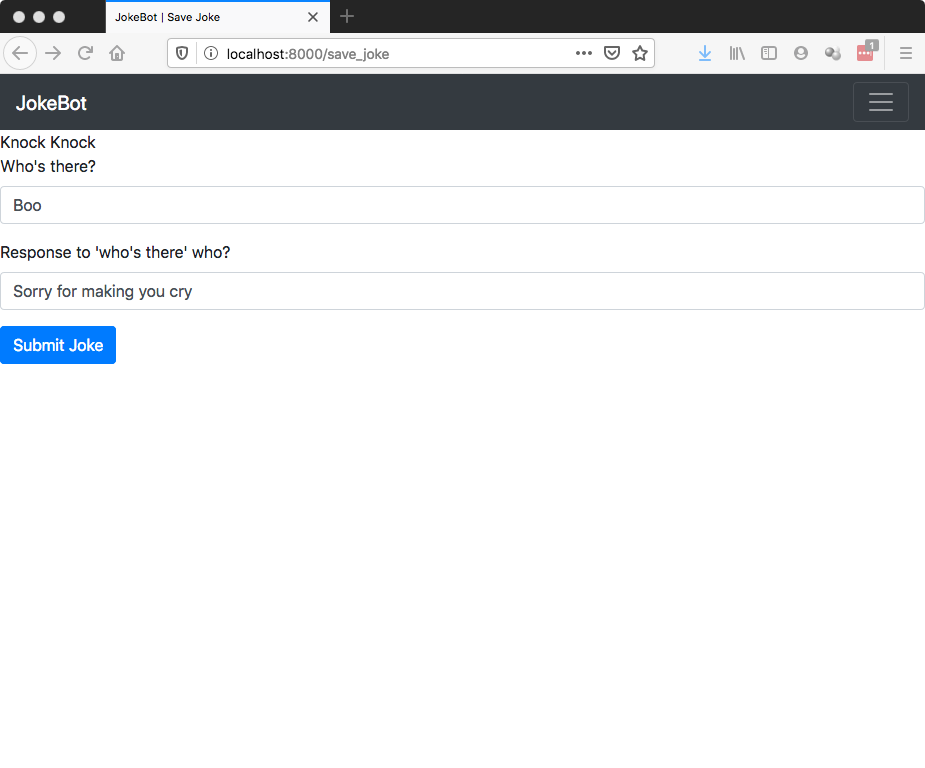 JokeBot | Save Joke
localhost:8000/save_joke
1
JokeBot
Knock Knock
Who's there?
Boo
Response to 'who's there' who?
Sorry for making you cry
Submit Joke